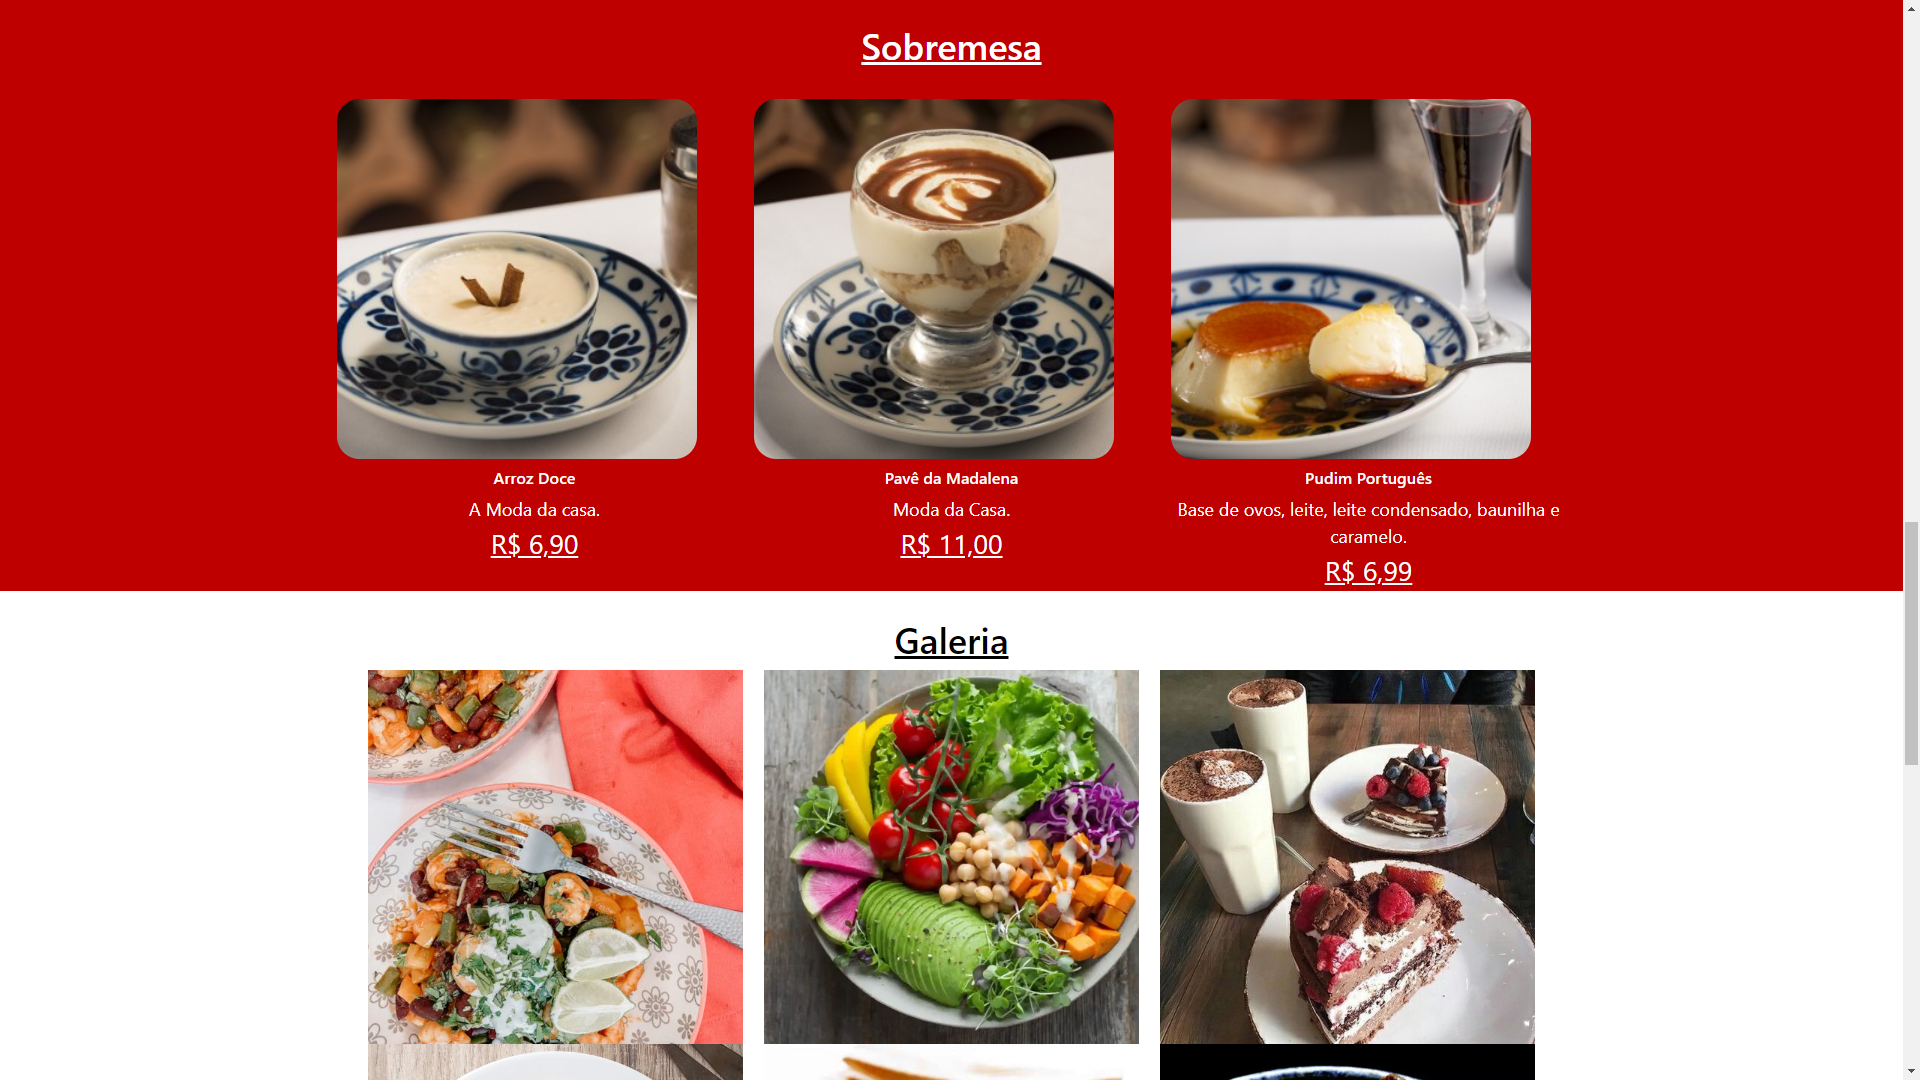 Sobremesa
Arroz Doce
A Moda da casa.
R$ 6,90
Pavê da Madalena
Moda da Casa.
R$ 11,00
Pudim Português
Base de ovos, leite, leite condensado, baunilha e
caramelo.
R$ 6,99
Galeria